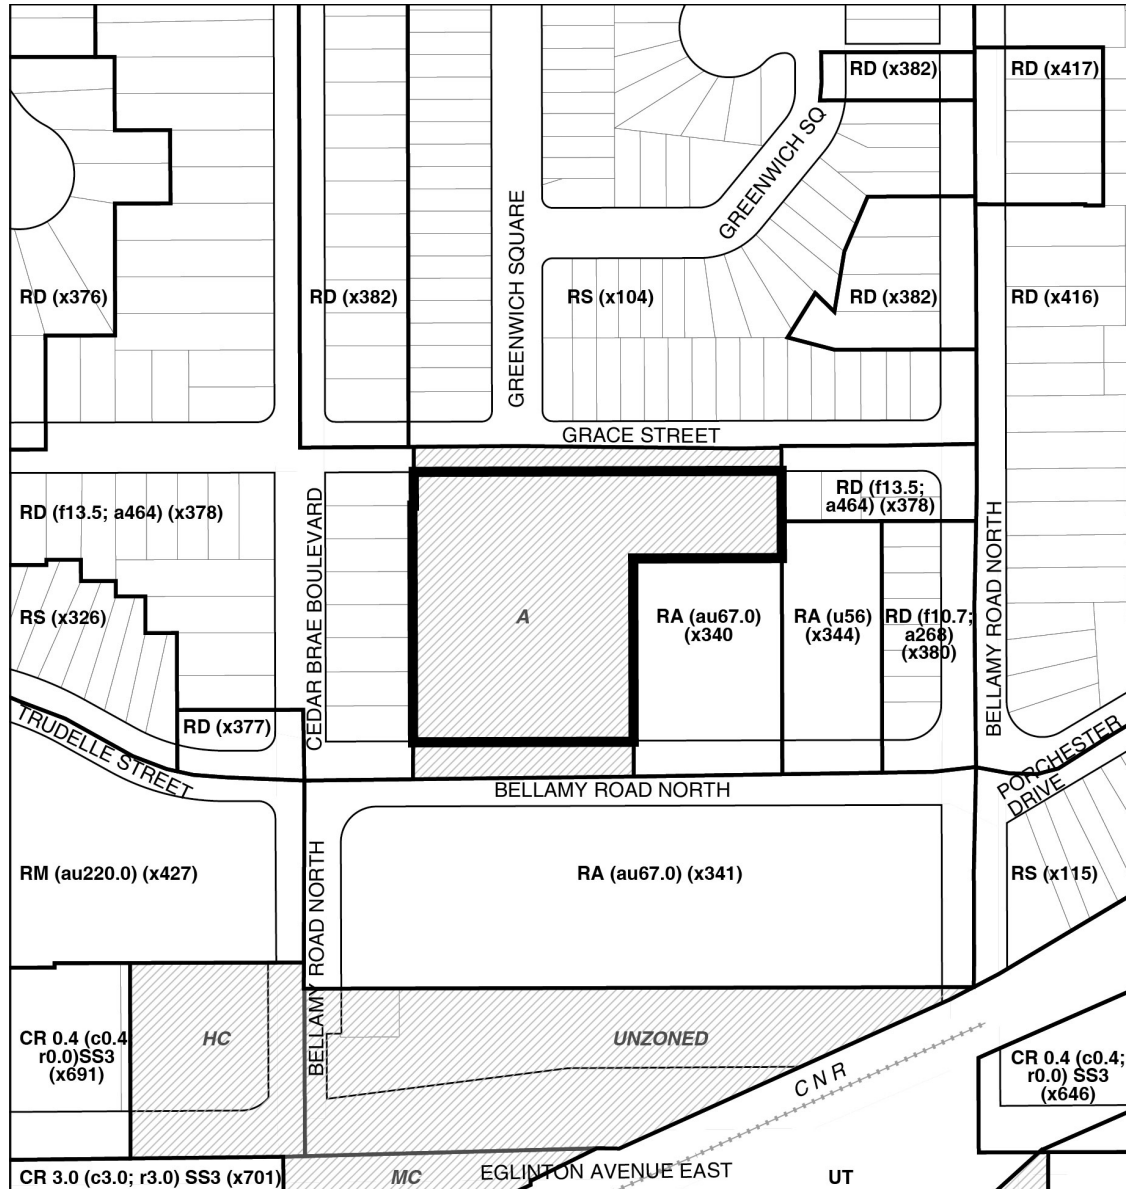 RD (x382)
RD (x417)
GREENWICH SQ
GREENWICH SQUARE
RD (x376)
RD (x382)
RS (x104)
RD (x382)
RD (x416)
GRACE STREET
RD (f13.5; a464) (x378)
CEDAR BRAE BOULEVARD
RD (f13.5;
a464) (x378)
BELLAMY ROAD NORTH
RS (x326)
A
RA (au67.0)
(x340
RA (u56)
(x344)
RD (f10.7;
a268)
(x380)
TRUDELLE STREET
RD (x377)
PORCHESTER
DRIVE
BELLAMY ROAD NORTH
RM (au220.0) (x427)
BELLAMY ROAD NORTH
RA (au67.0) (x341)
RS (x115)
CR 0.4 (c0.4
r0.0)SS3
(x691)
HC
UNZONED
CNR
CR 0.4 (c0.4;
r0.0) SS3
(x646)
CR 3.0 (c3.0; r3.0) SS3 (x701)
MC
EGLINTON AVENUE EAST
UT